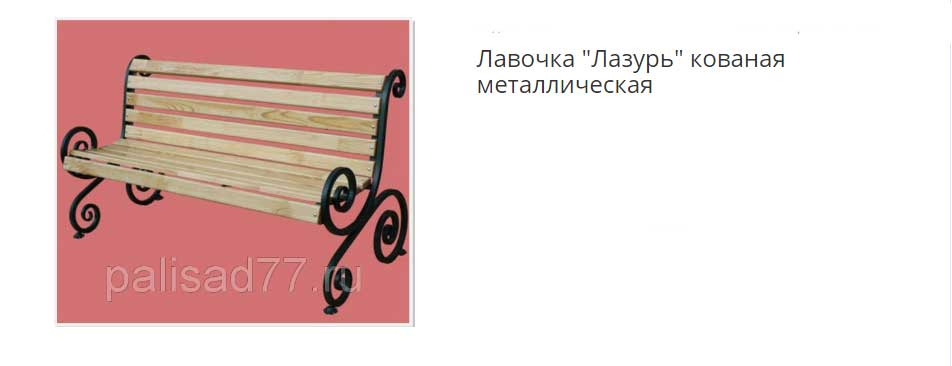 Лавочка "Лазурь" кованая
металлическая
palisad77.ru